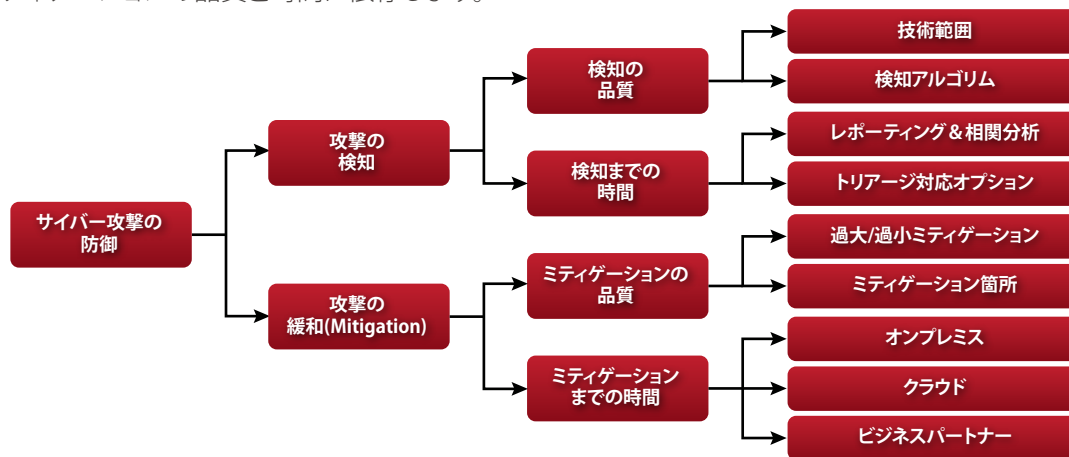 サイバー攻撃の
防御
攻撃の
検知
攻撃の
緩和(Mitigation)
検知の
品質
検知までの
時間
ミティゲーションの
品質
ミティゲーション
までの時間
技術範囲
検知アルゴリム
レポーティング＆相関分析
トリアージ対応オプション
過大/過小ミティゲーション
ミティゲーション箇所
オンプレミス
クラウド
ビジネスパートナー